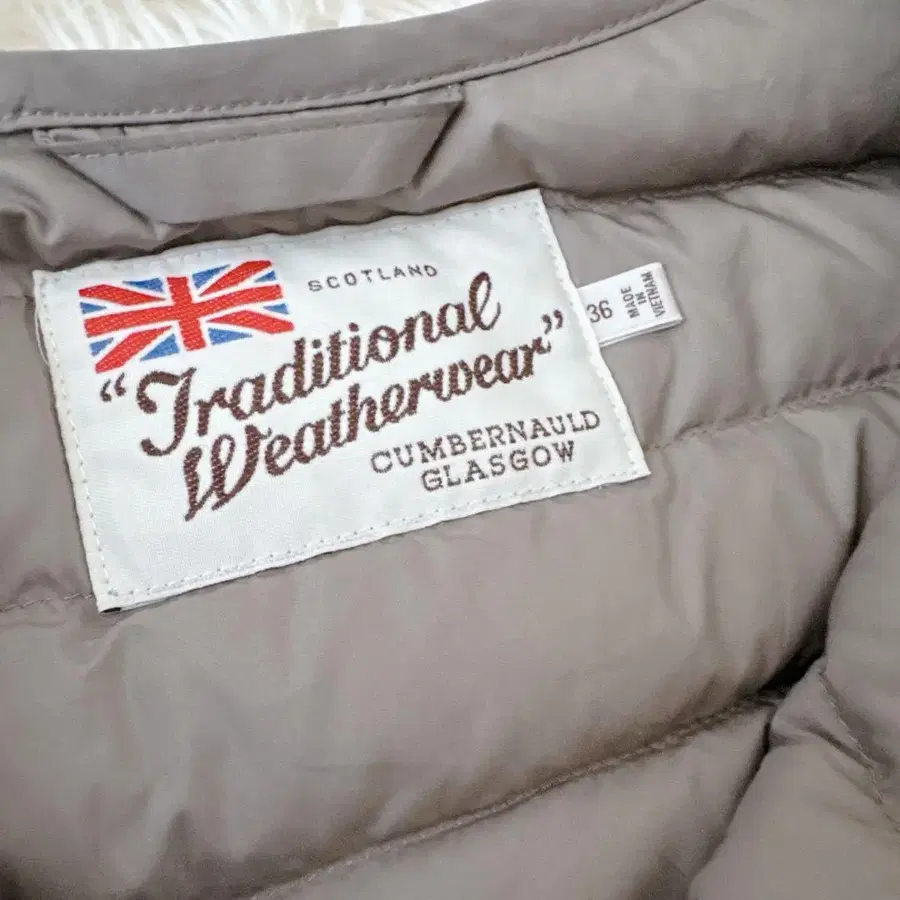 SCOTLAND
"Traditional
Weatherwear"
CUMBERNAULD
GLASGOW
36
MADE
IN
VIETNAM